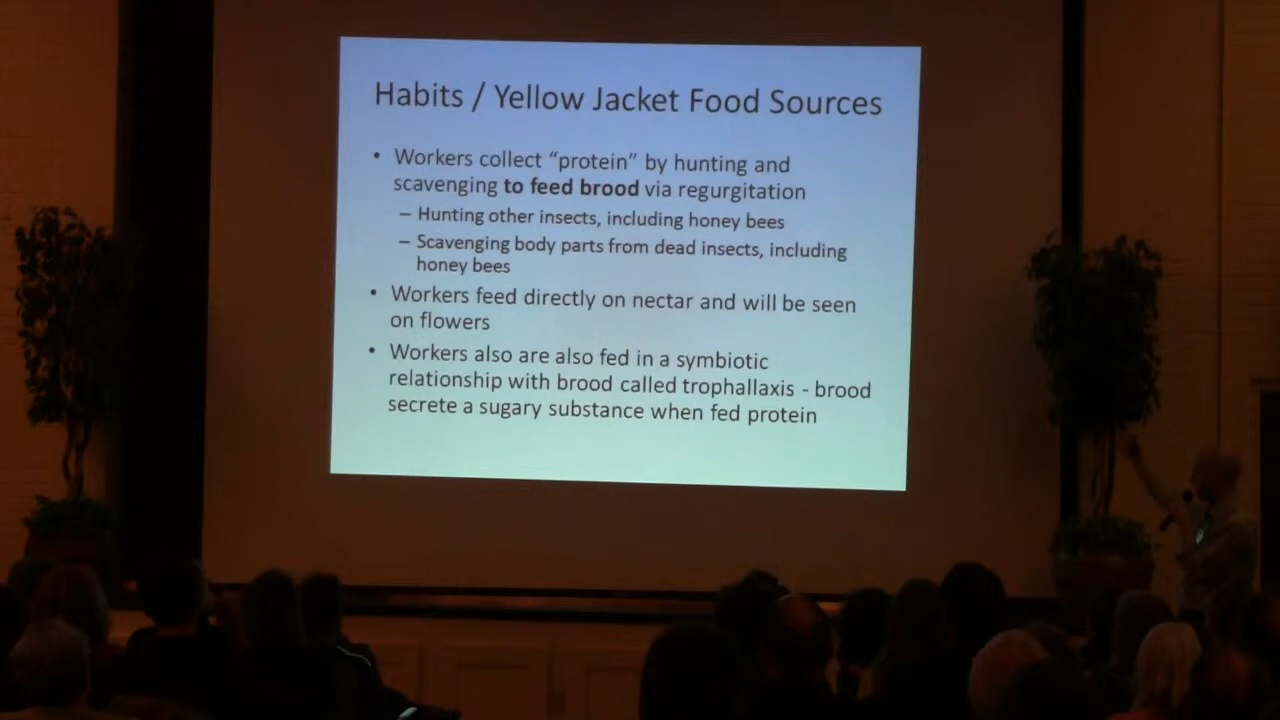 Habits / Yellow Jacket Food Sources
• Workers collect “protein” by hunting and
scavenging to feed brood via regurgitation
– Hunting other insects, including honey bees
– Scavenging body parts from dead insects, including
honey bees
• Workers feed directly on nectar and will be seen
on flowers
• Workers also are also fed in a symbiotic
relationship with brood called trophallaxis - brood
secrete a sugary substance when fed protein